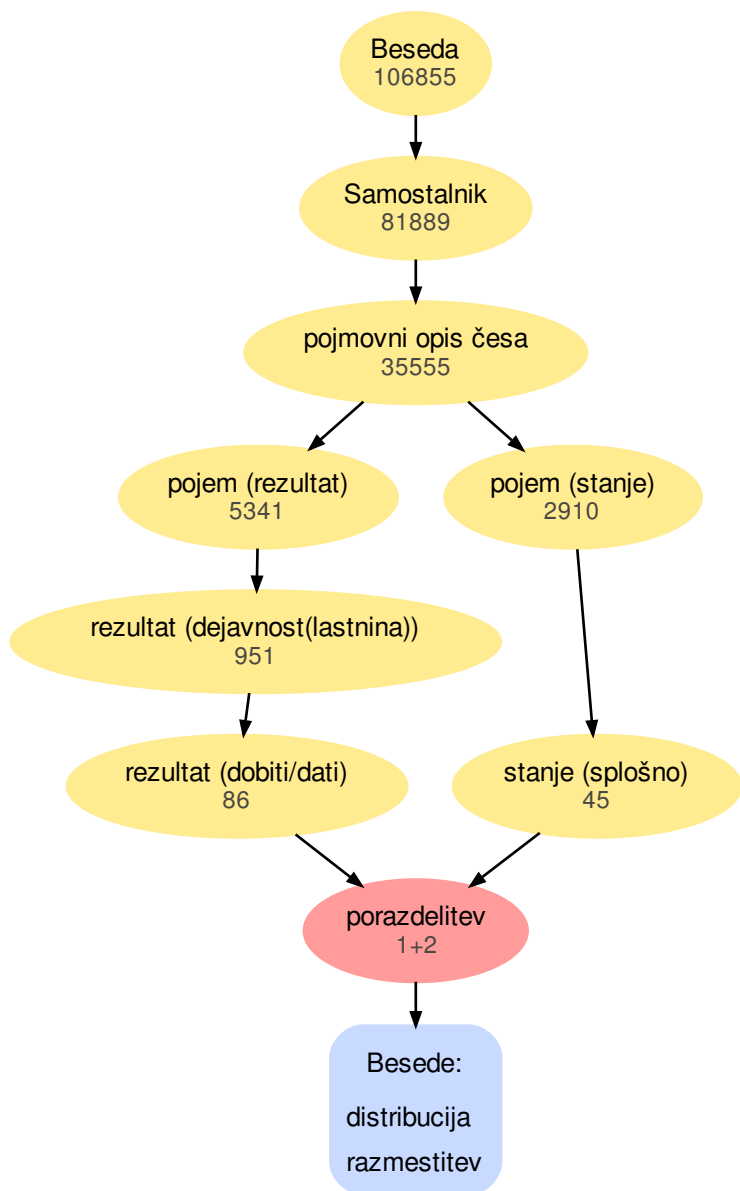 Beseda
106855
Samostalnik
81889
pojmovni opis česa
35555
pojem (rezultat)
5341
pojem (stanje)
2910
rezultat (dejavnost(lastnina))
951
rezultat (dobiti/dati)
86
stanje (splošno)
45
porazdelitev
1+2
Besede:
distribucija
razmestitev